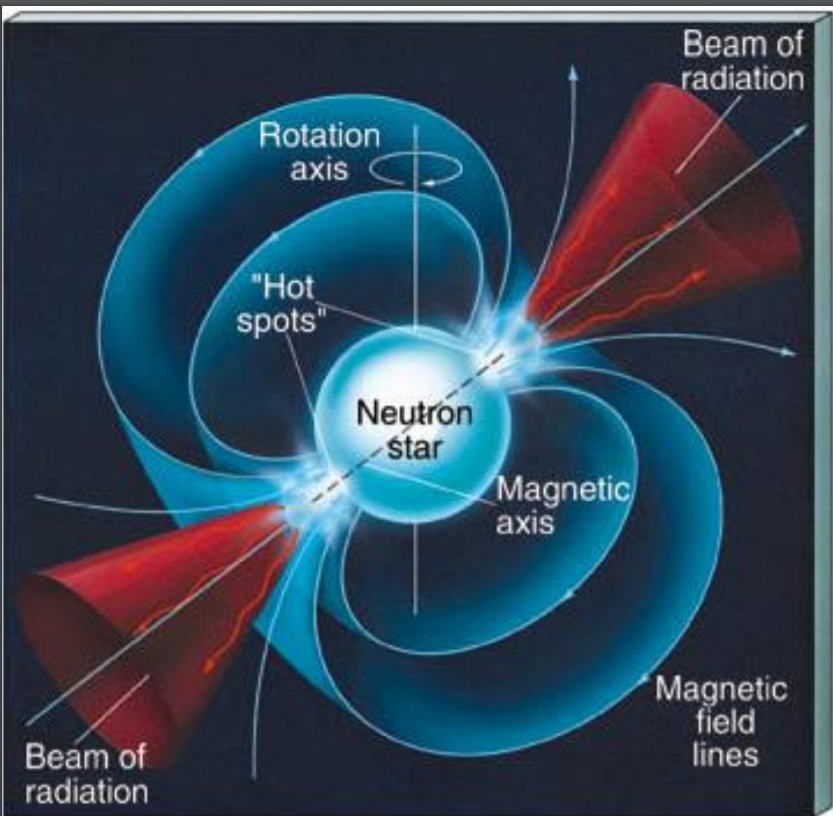 Beam of
radiation
Rotation
axis
"Hot
spots"
Neutron
star
Magnetic
axis
Magnetic
field
lines
Beam of
radiation